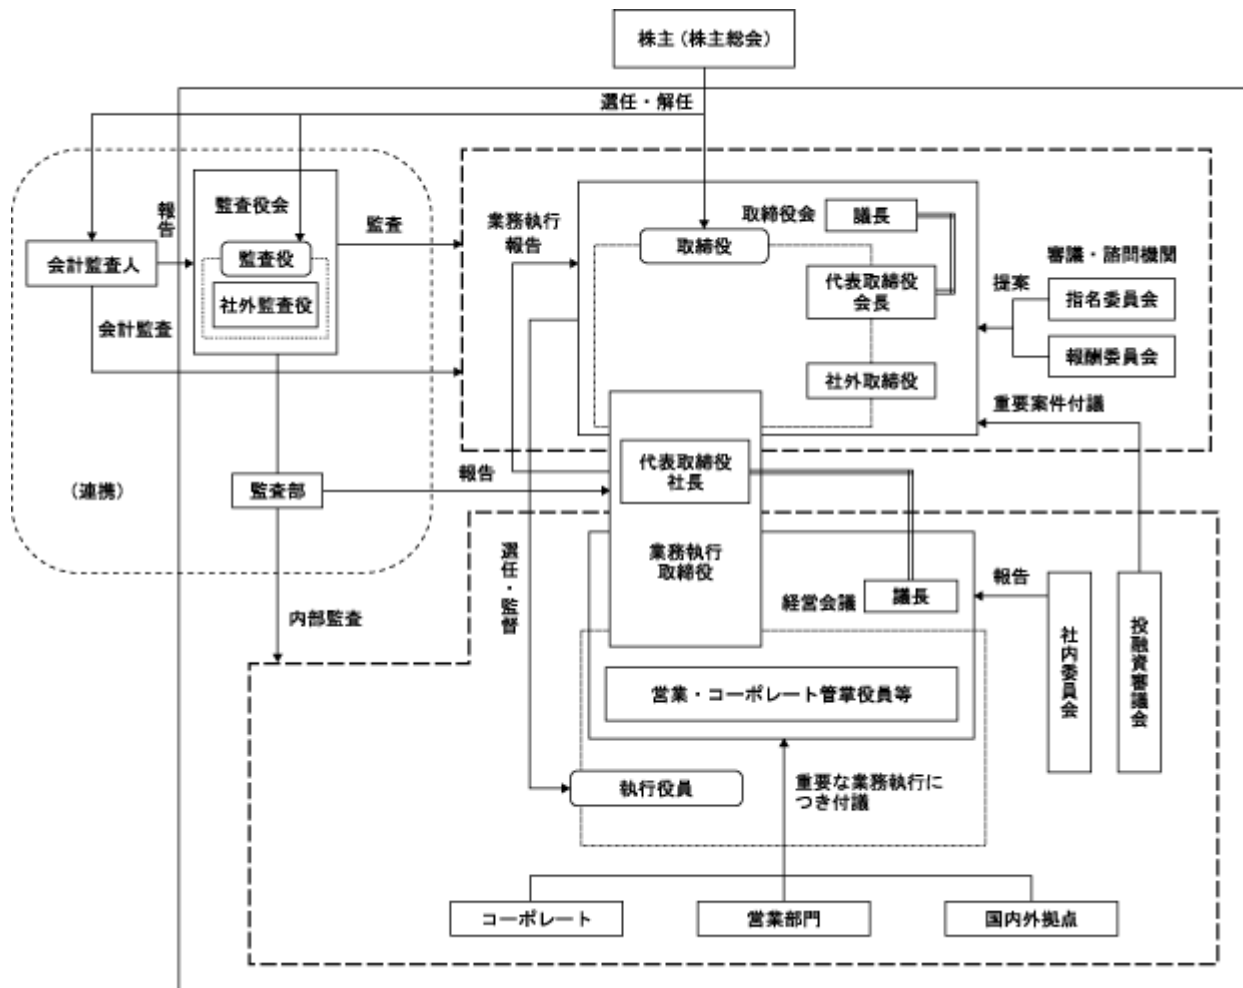 株主（株主総会）
選任・解任
監査役会
報告
監査
会計監査人
監査役
社外監査役
会計監査
業務執行
報告
取締役会
議長
取締役
代表取締役
会長
社外取締役
審議・諮問機関
提案
指名委員会
報酬委員会
重要案件付議
（連携）
監査部
報告
代表取締役
社長
業務執行
取締役
選任・監督
内部監査
経営会議
議長
報告
社内委員会
投融資審議会
営業・コーポレート管掌役員等
執行役員
重要な業務執行に
つき付議
コーポレート
営業部門
国内外拠点